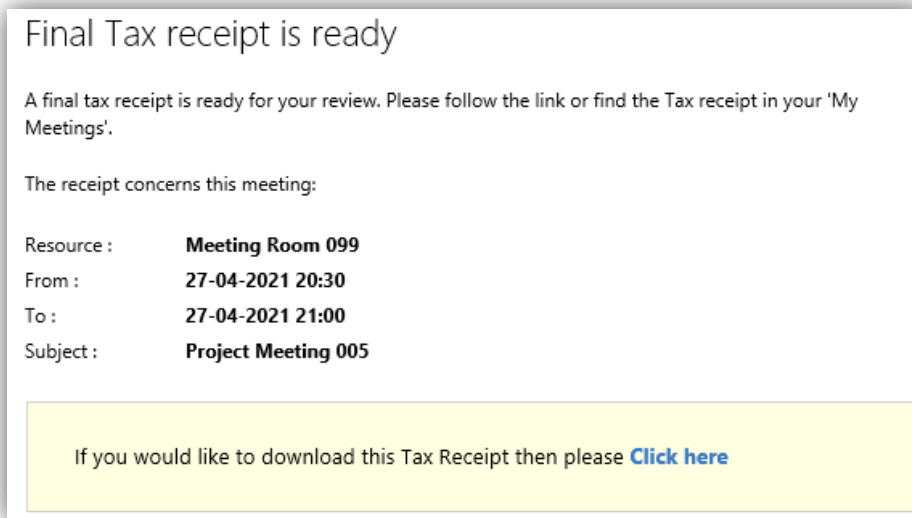 Final Tax receipt is ready
A final tax receipt is ready for your review. Please follow the link or find the Tax receipt in your 'My
Meetings'.
The receipt concerns this meeting:
Resource : Meeting Room 099
From : 27-04-2021 20:30
To : 27-04-2021 21:00
Subject : Project Meeting 005
If you would like to download this Tax Receipt then please Click here